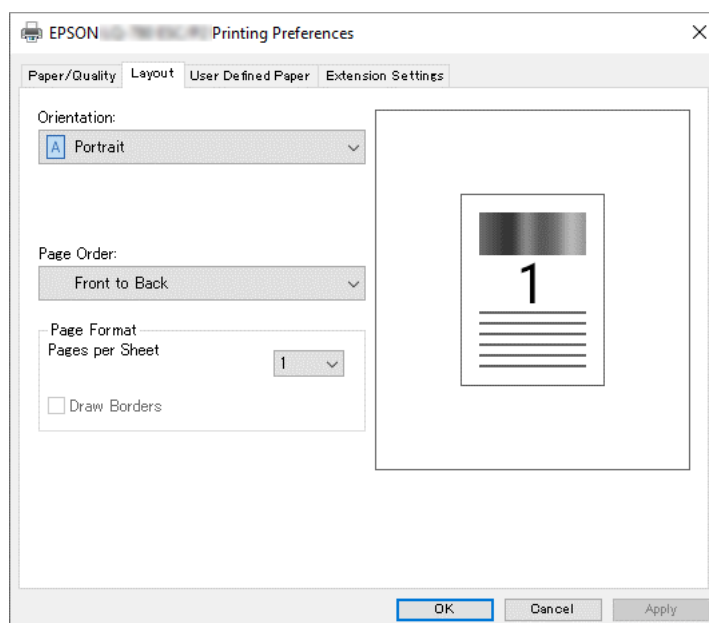 EPSON Printing Preferences
Paper/Quality Layout User Defined Paper Extension Settings
Orientation:
A Portrait
Page Order:
Front to Back
Page Format
Pages per Sheet
1
Draw Borders
1
OK Cancel Apply